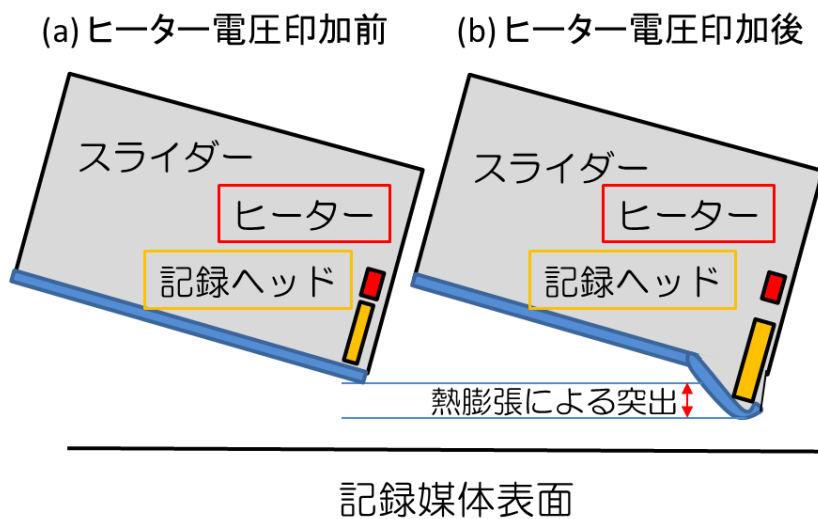 (a) ヒーター電圧印加前
(b) ヒーター電圧印加後
スライダー
ヒーター
記録ヘッド
スライダー
ヒーター
記録ヘッド
熱膨張による突出
記録媒体表面